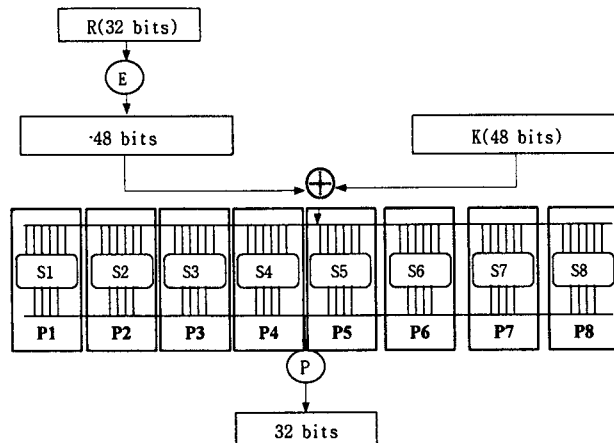 R(32 bits)
E
48 bits
K(48 bits)
S1 S2 S3 S4 S5 S6 S7 S8
P1 P2 P3 P4 P5 P6 P7 P8
P
32 bits